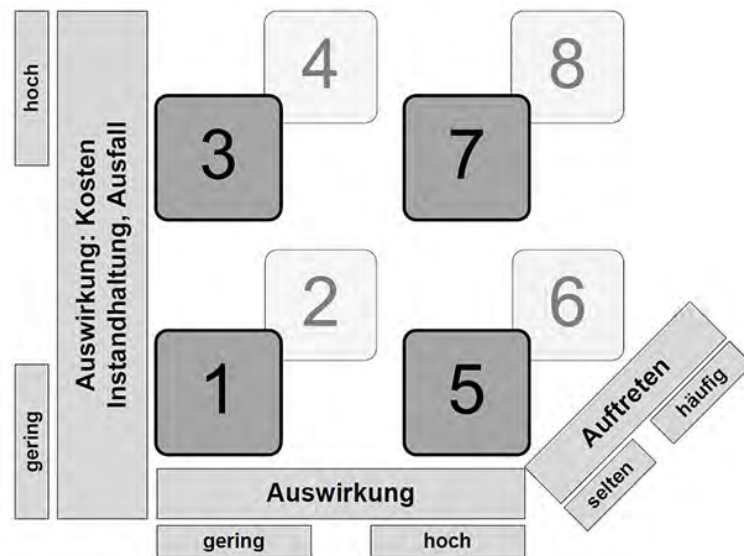 hoch
gering
Auswirkung: Kosten
Instandhaltung, Ausfall
4
8
3
7
2
6
1
5
Auftreten
selten
häufig
Auswirkung
gering
hoch